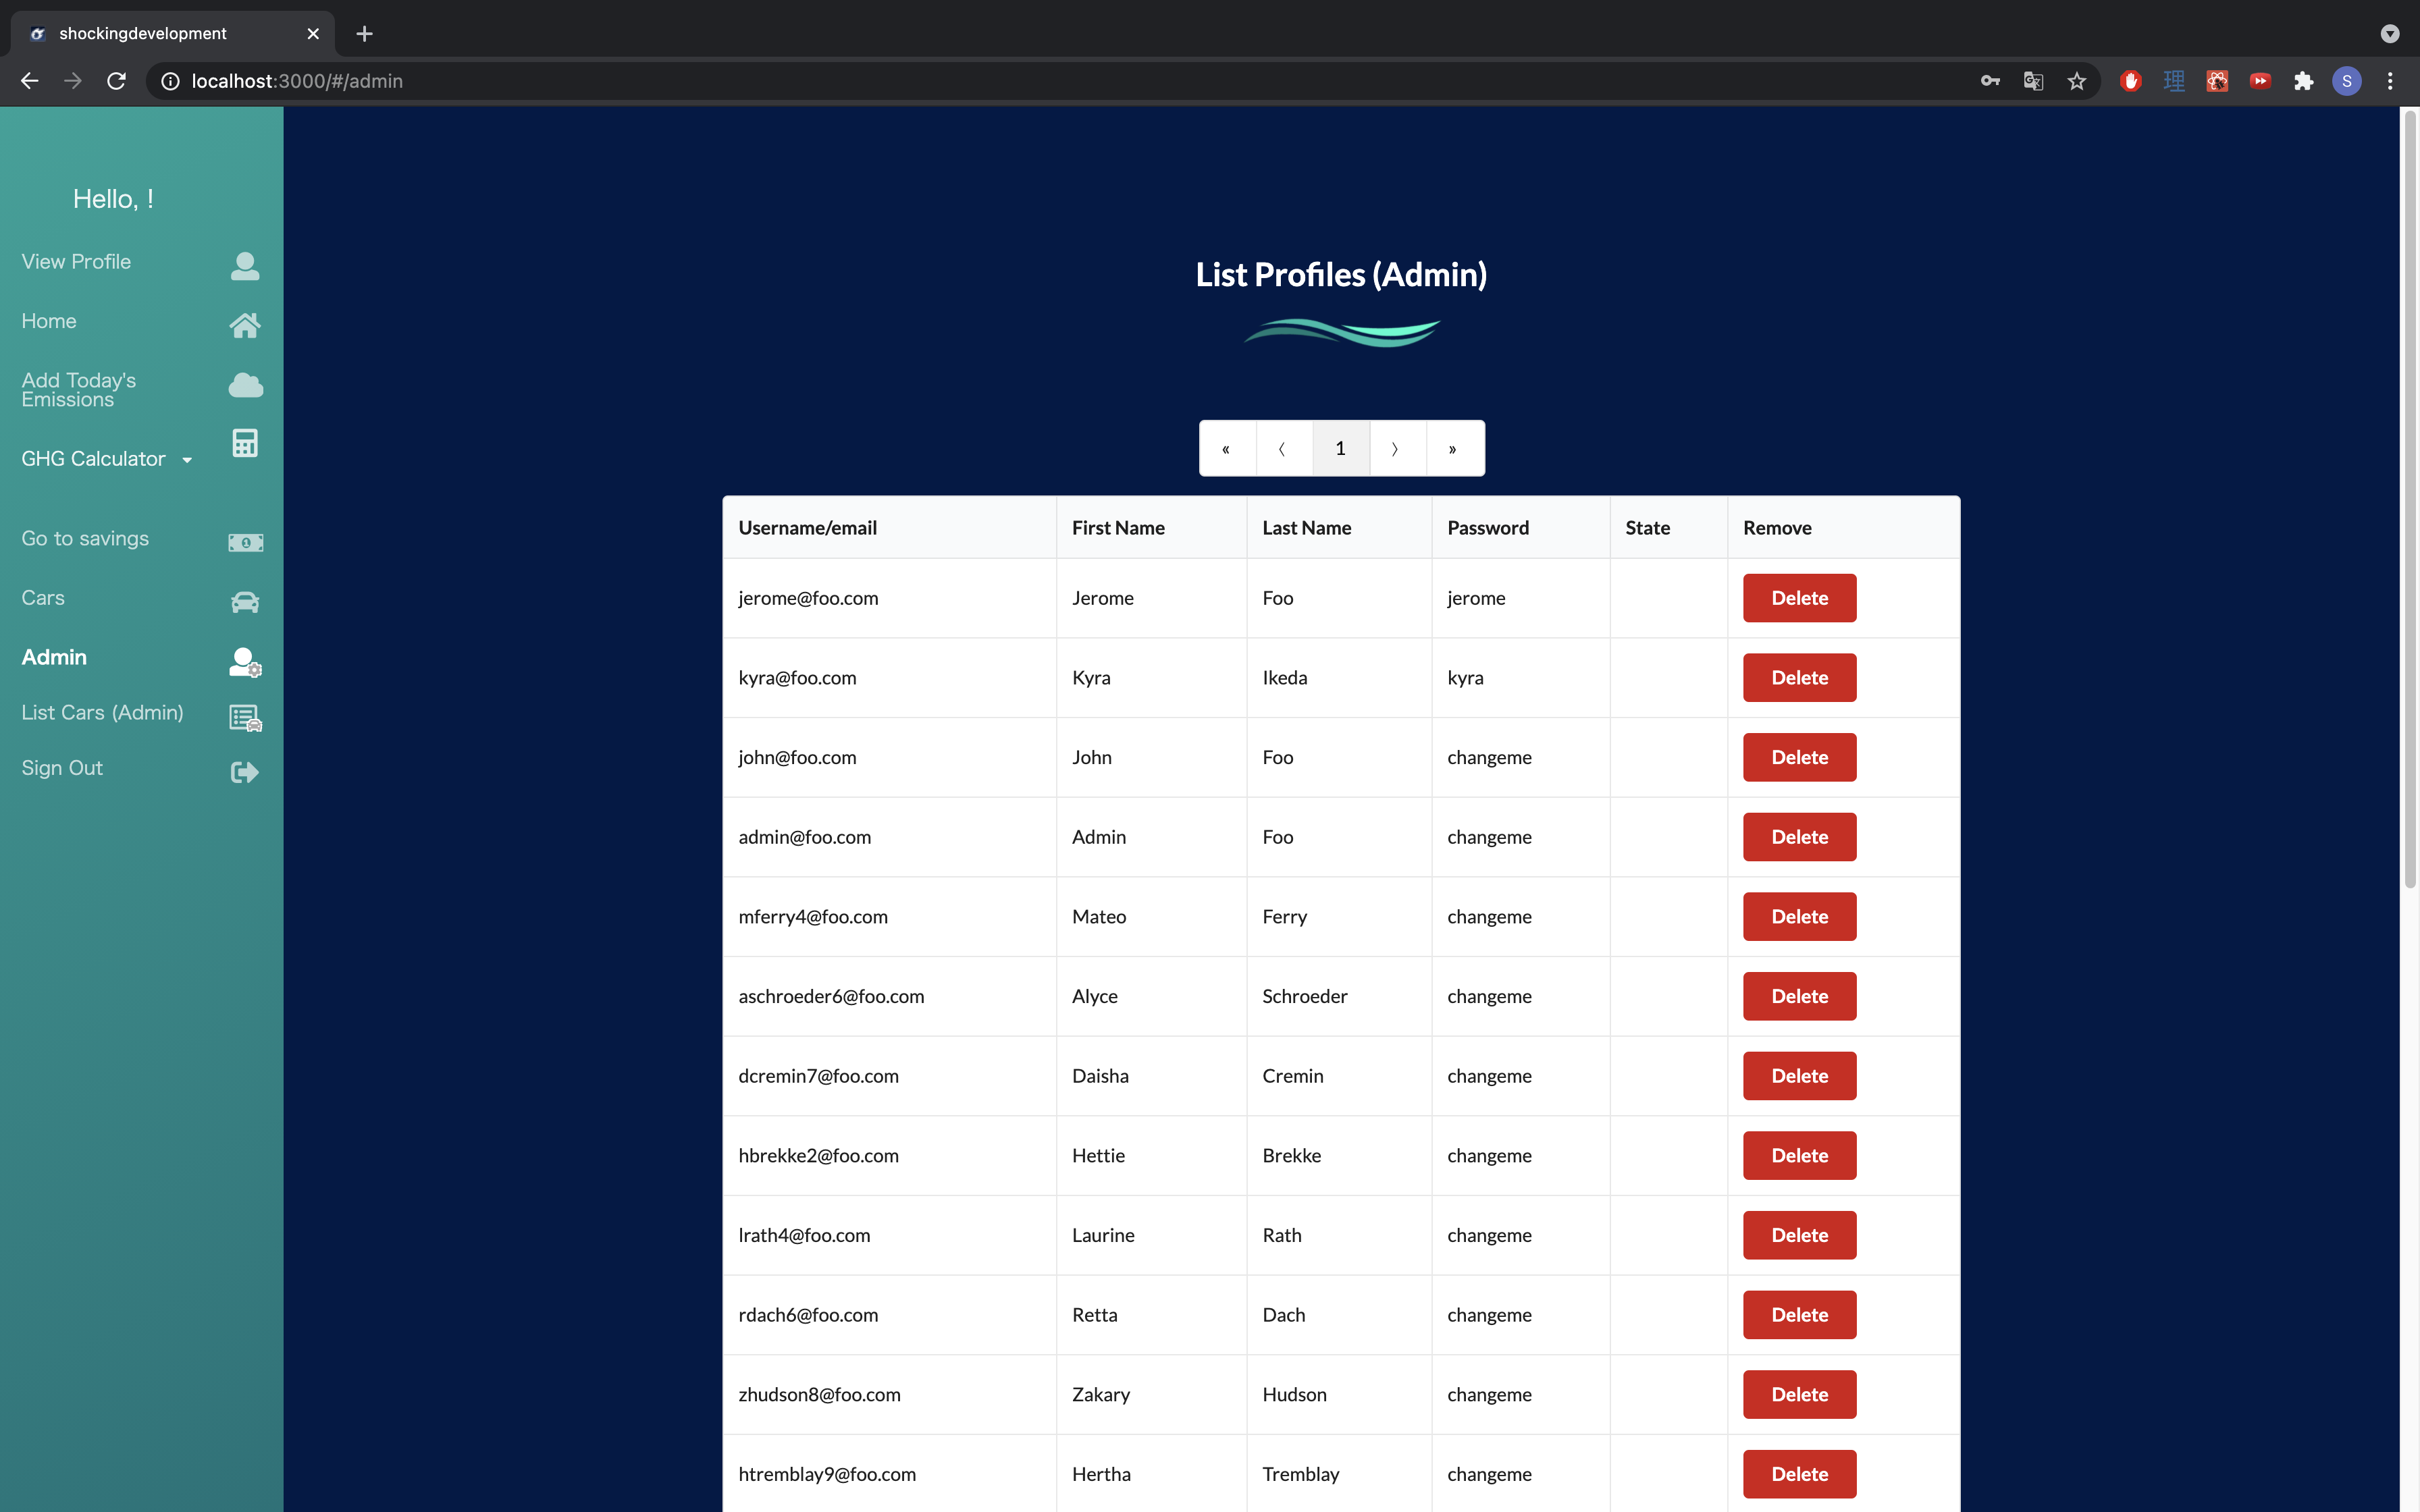 shockingdevelopment
localhost:3000/#/admin
S
Hello, !
View Profile
Home
Add Today's
Emissions
GHG Calculator
Go to savings
Cars
Admin
List Cars (Admin)
Sign Out
List Profiles (Admin)
« ⟨ 1 ⟩ »
Username/email First Name Last Name Password State Remove
jerome@foo.com Jerome Foo jerome Delete
kyra@foo.com Kyra Ikeda kyra Delete
john@foo.com John Foo changeme Delete
admin@foo.com Admin Foo changeme Delete
mferry4@foo.com Mateo Ferry changeme Delete
aschroeder6@foo.com Alyce Schroeder changeme Delete
dcremin7@foo.com Daisha Cremin changeme Delete
hbrekke2@foo.com Hettie Brekke changeme Delete
lrath4@foo.com Laurine Rath changeme Delete
rdach6@foo.com Retta Dach changeme Delete
zhudson8@foo.com Zakary Hudson changeme Delete
htremblay9@foo.com Hertha Tremblay changeme Delete